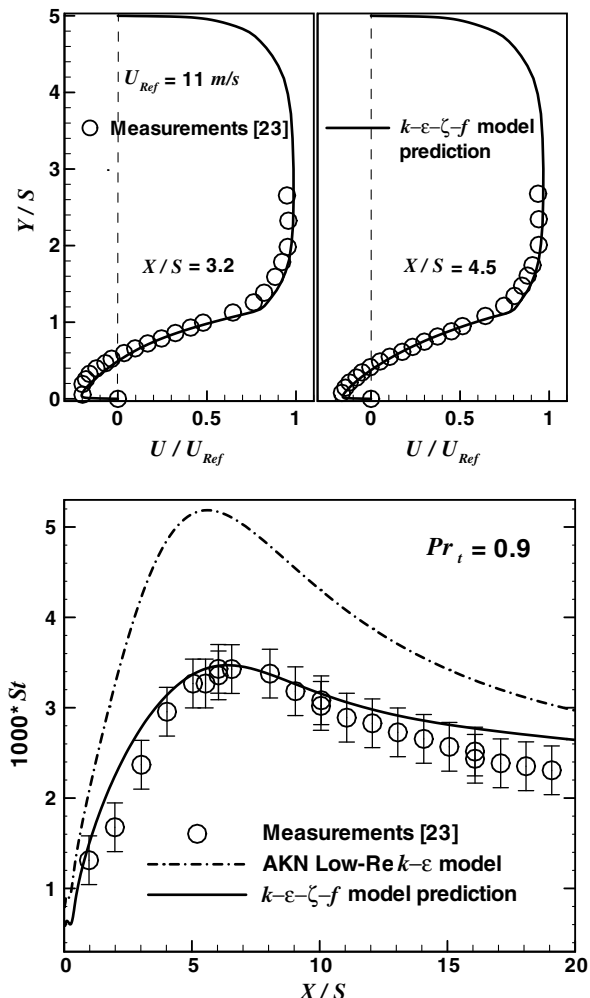 5
4
3
2
1
0
Y / S
U_Ref = 11 m/s
Measurements [23]
X / S = 3.2
0
0.5
1
U / U_Ref
k–ε–ζ–f model
prediction
X / S = 4.5
0
0.5
1
U / U_Ref
5
4
3
2
1
1000* St
Pr_t = 0.9
Measurements [23]
AKN Low-Re k–ε model
k–ε–ζ–f model prediction
0
5
10
15
20
X / S